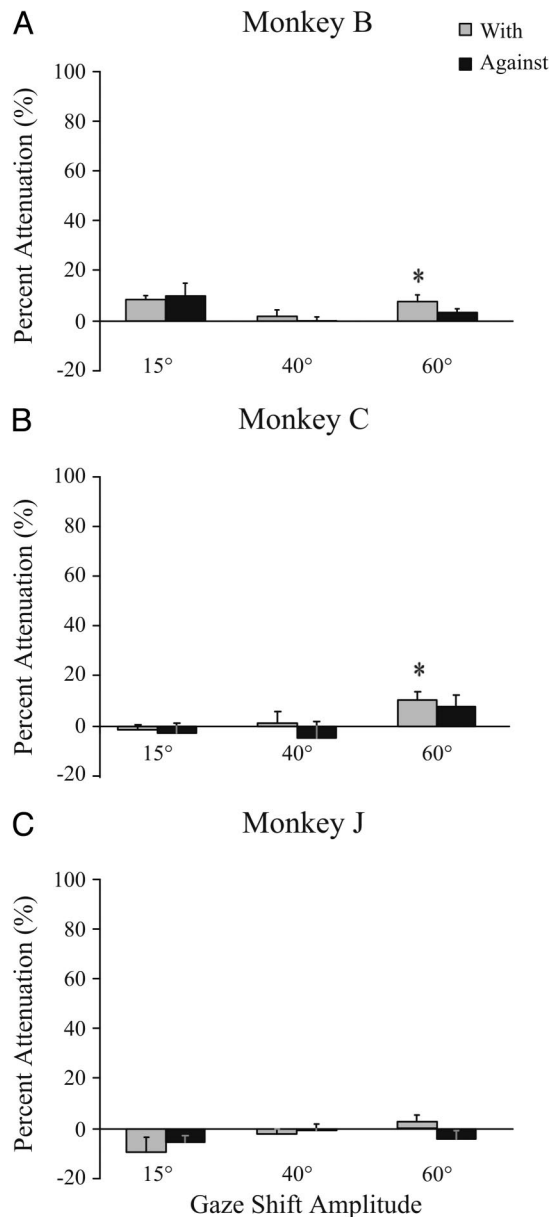 A
Monkey B
With
Against
Percent Attenuation (%)
100
80
60
40
20
0
-20
*
15° 40° 60°
B
Monkey C
Percent Attenuation (%)
100
80
60
40
20
0
-20
*
15° 40° 60°
C
Monkey J
Percent Attenuation (%)
100
80
60
40
20
0
-20
15° 40° 60°
Gaze Shift Amplitude